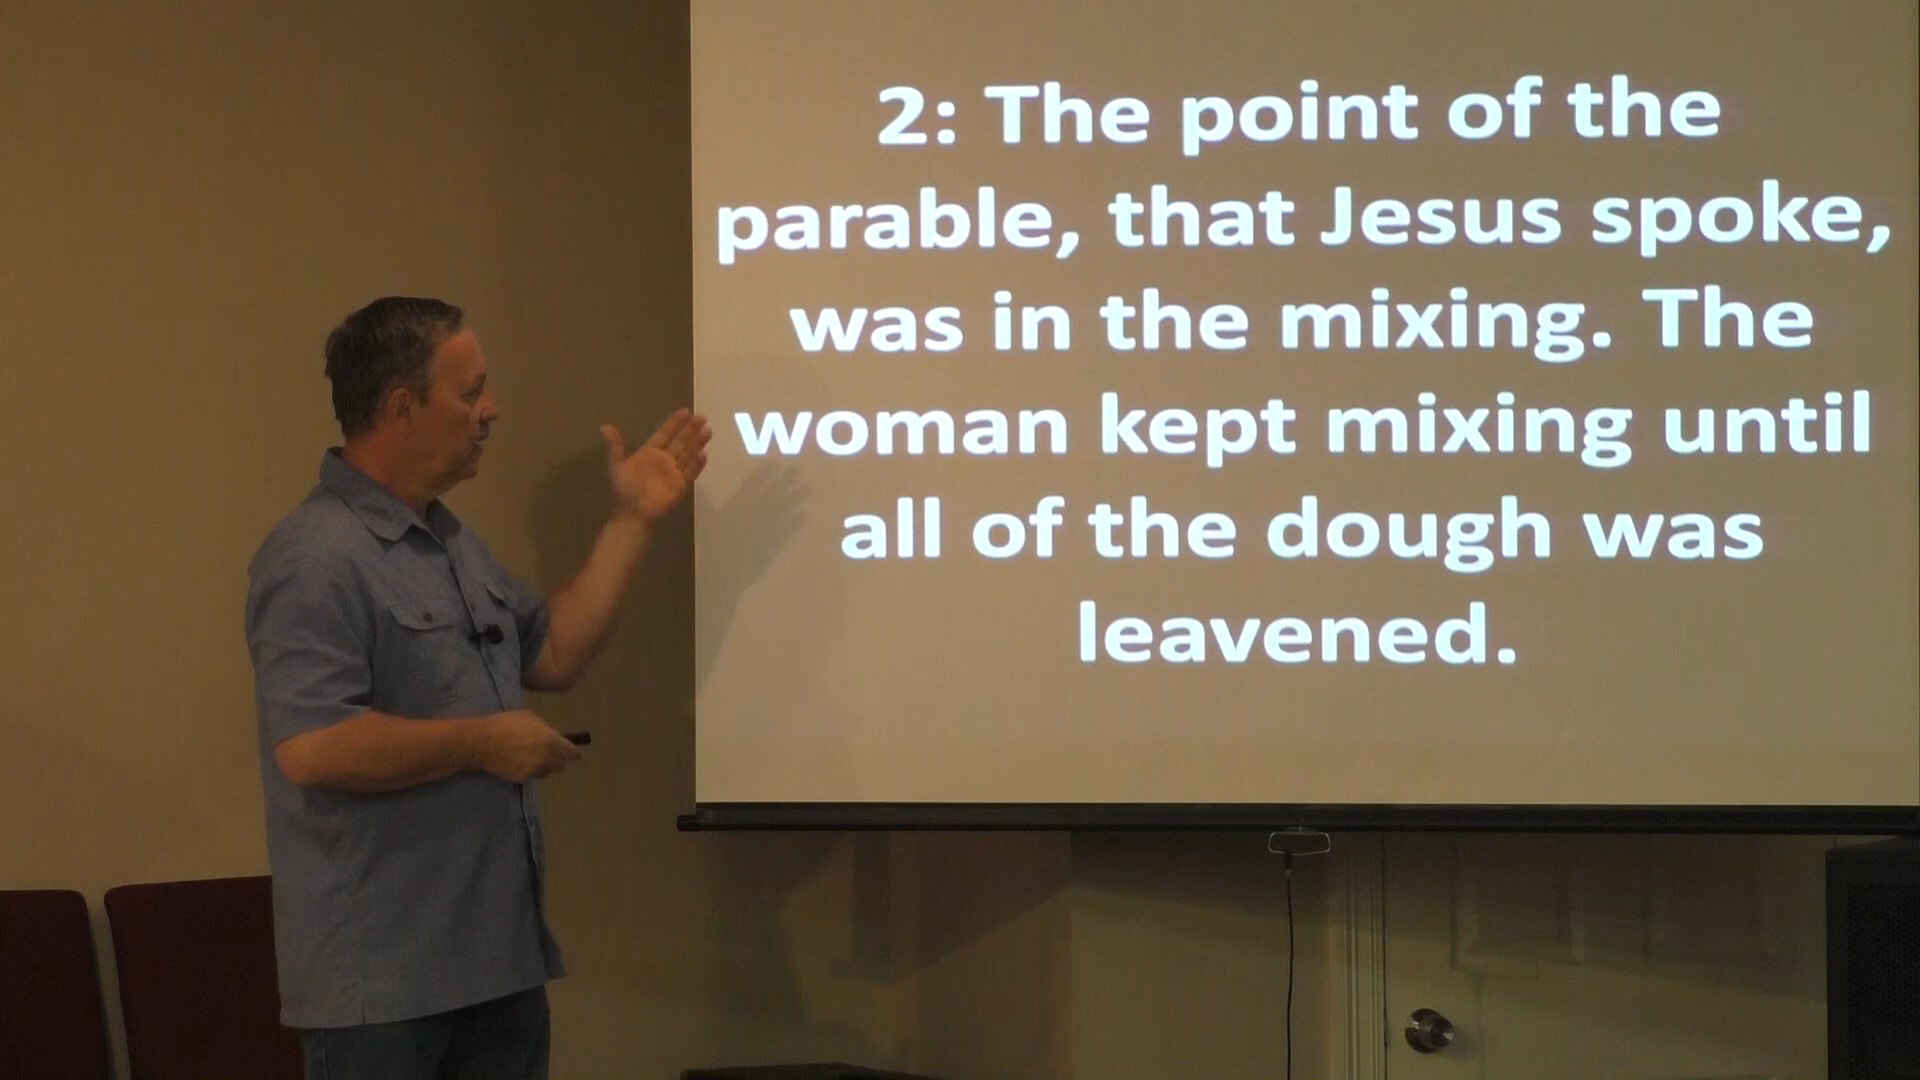 2: The point of the
parable, that Jesus spoke,
was in the mixing. The
woman kept mixing until
all of the dough was
leavened.